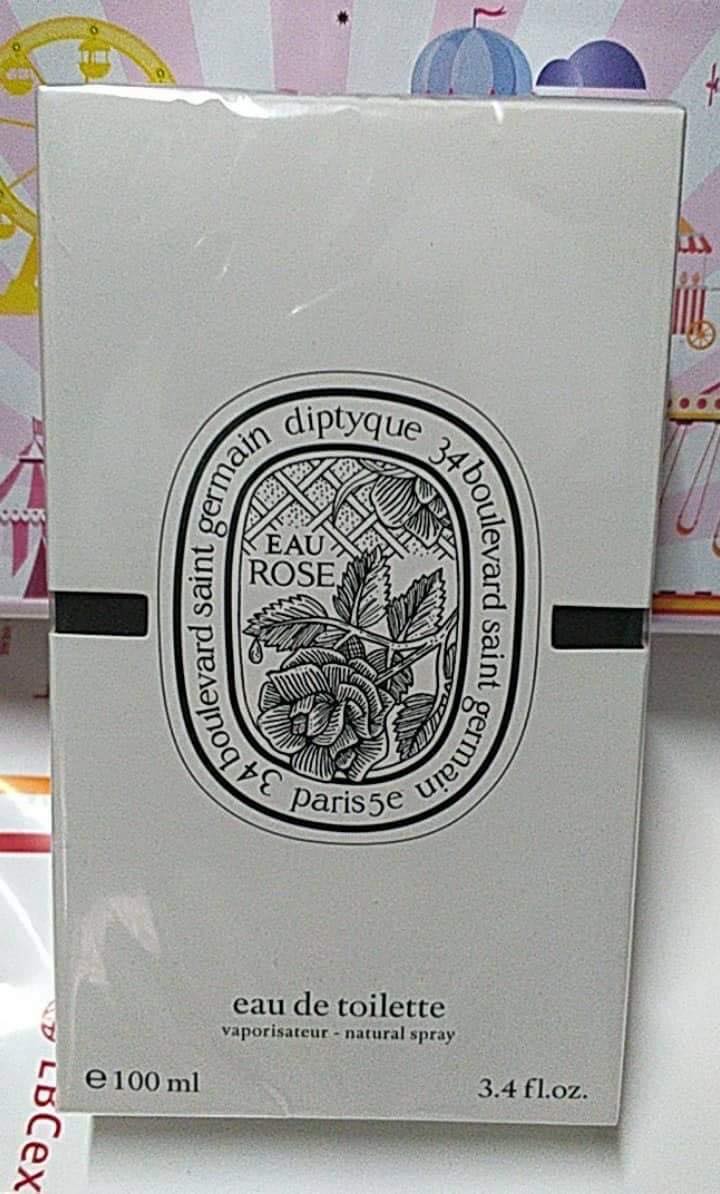 diptyque 34 boulevard saint germain paris 5e 34 boulevard saint germain
EAU
ROSE
eau de toilette
vaporisateur - natural spray
e 100 ml
3.4 fl.oz.
LBCex